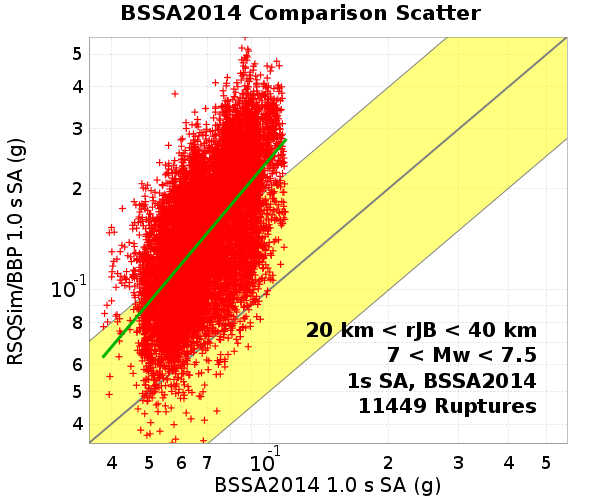 BSSA2014 Comparison Scatter
RSQSim/BBP 1.0 s SA (g)
5
4
3
2
10-1
8
6
5
4
20 km < rJB < 40 km
7 < Mw < 7.5
1s SA, BSSA2014
11449 Ruptures
4 5 6 7 10-1 2 3 4 5
BSSA2014 1.0 s SA (g)